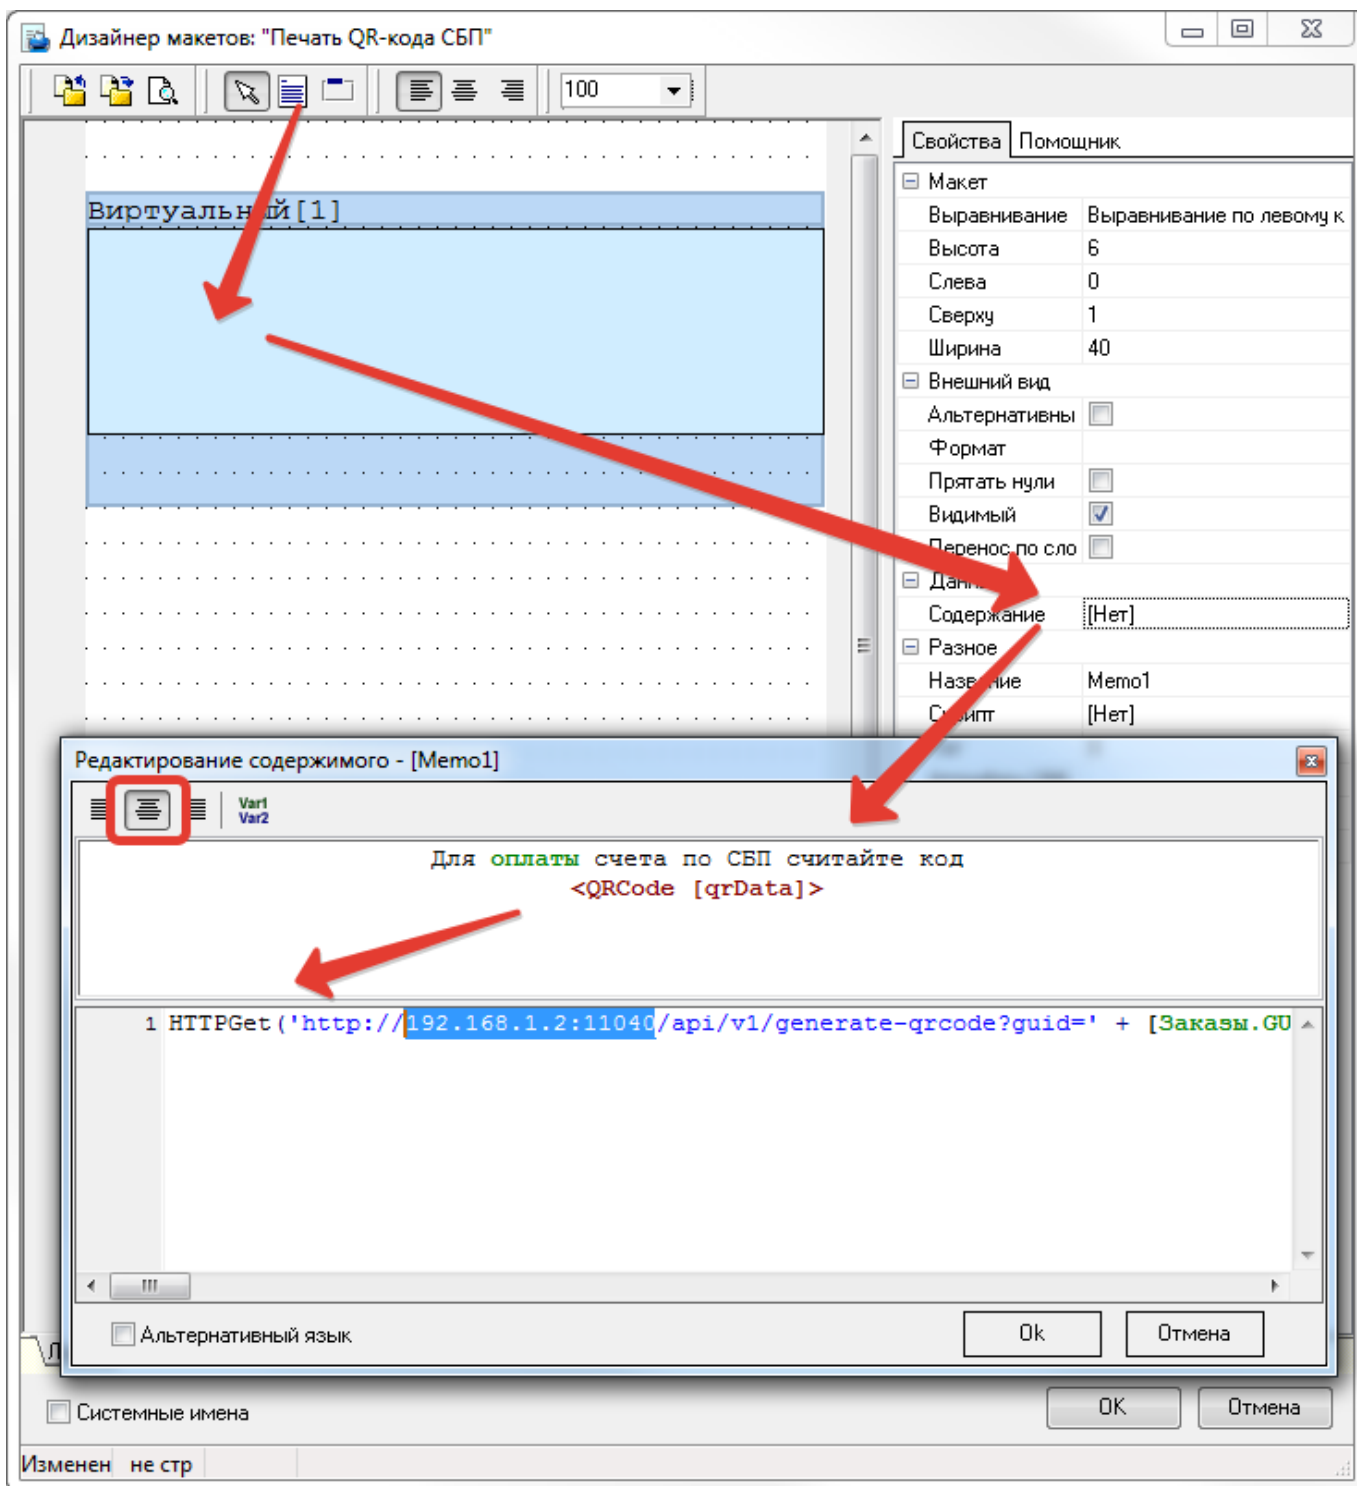 Дизайнер макетов: "Печать QR-кода СБП"
100
Свойства Помощник
Макет
Выравнивание Выравнивание по левому к
Высота 6
Слева 0
Сверху 1
Ширина 40
Внешний вид
Альтернативны
Формат
Прятать нули
Видимый
Перенос по сло
Данн
Содержание [Нет]
Разное
Название Memo1
Скрипт [Нет]
Виртуальный[1]
Редактирование содержимого - [Memo1]
Var1
Var2
Для оплаты счета по СБП считайте код
<QRCode [qrData]>
1 HTTPGet('http://192.168.1.2:11040/api/v1/generate-qrcode?guid=' + [Заказы.GU
Альтернативный язык
Ok Отмена
Системные имена
OK Отмена
Изменен не стр